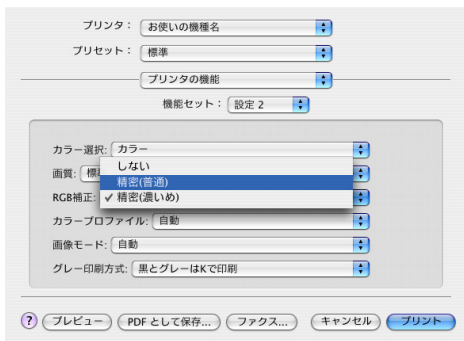 プリンタ： お使いの機種名
プリセット： 標準
プリンタの機能
機能セット： 設定 2
カラー選択: カラー
しない
画質: 標
精密(普通)
RGB補正: ✓ 精密(濃いめ)
カラープロファイル: 自動
画像モード: 自動
グレー印刷方式: 黒とグレーはKで印刷
? プレビュー PDF として保存... ファクス... キャンセル プリント